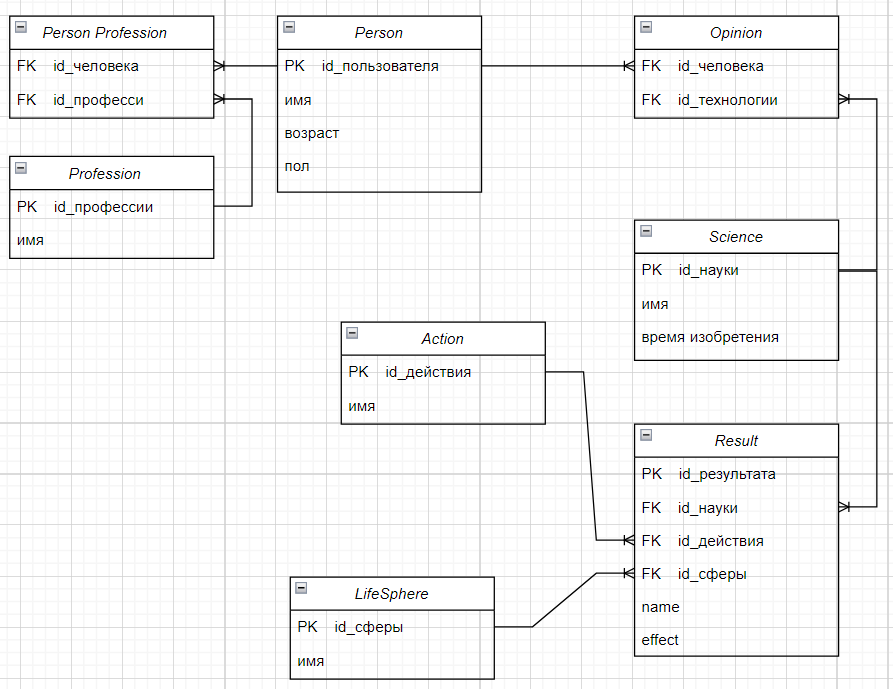 Person Profession
FK id_человека
FK id_професси
Person
PK id_пользователя
имя
возраст
пол
Opinion
FK id_человека
FK id_технологии
Profession
PK id_профессии
имя
Science
PK id_науки
имя
время изобретения
Action
PK id_действия
имя
Result
PK id_результата
FK id_науки
FK id_действия
FK id_сферы
name
effect
LifeSphere
PK id_сферы
имя